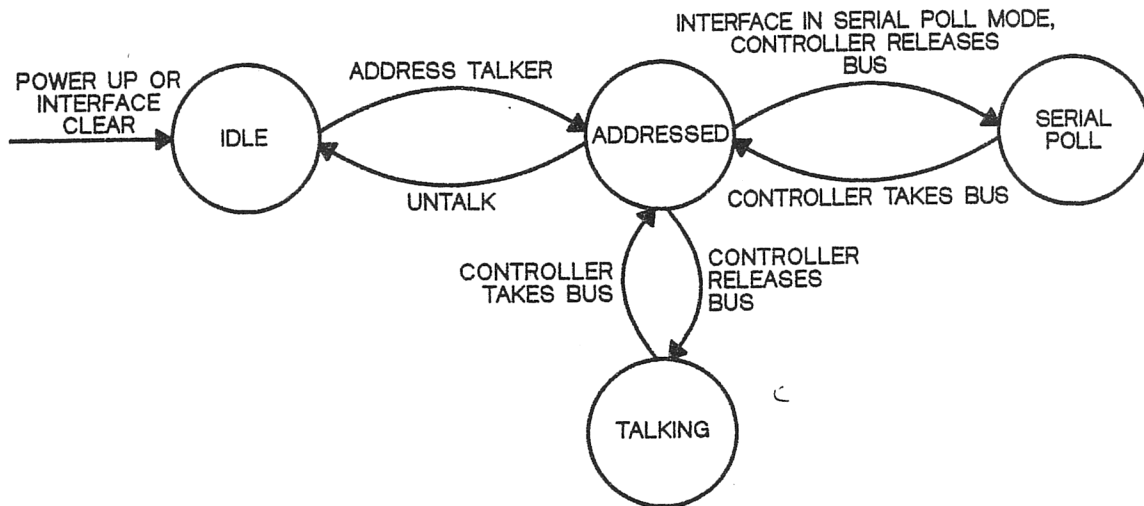 POWER UP OR
INTERFACE
CLEAR
IDLE
ADDRESS TALKER
UNTALK
ADDRESSED
INTERFACE IN SERIAL POLL MODE,
CONTROLLER RELEASES
BUS
SERIAL
POLL
CONTROLLER TAKES BUS
CONTROLLER
TAKES BUS
CONTROLLER
RELEASES
BUS
TALKING